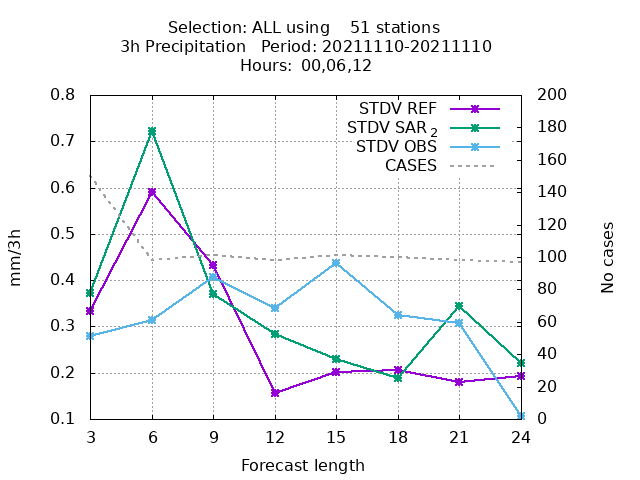 Selection: ALL using    51 stations
3h Precipitation   Period: 20211110-20211110
Hours:  00,06,12
STDV REF
STDV SAR 2
STDV OBS
CASES
0.8
0.7
0.6
0.5
0.4
0.3
0.2
0.1
200
180
160
140
120
100
80
60
40
20
0
mm/3h
No cases
3 6 9 12 15 18 21 24
Forecast length